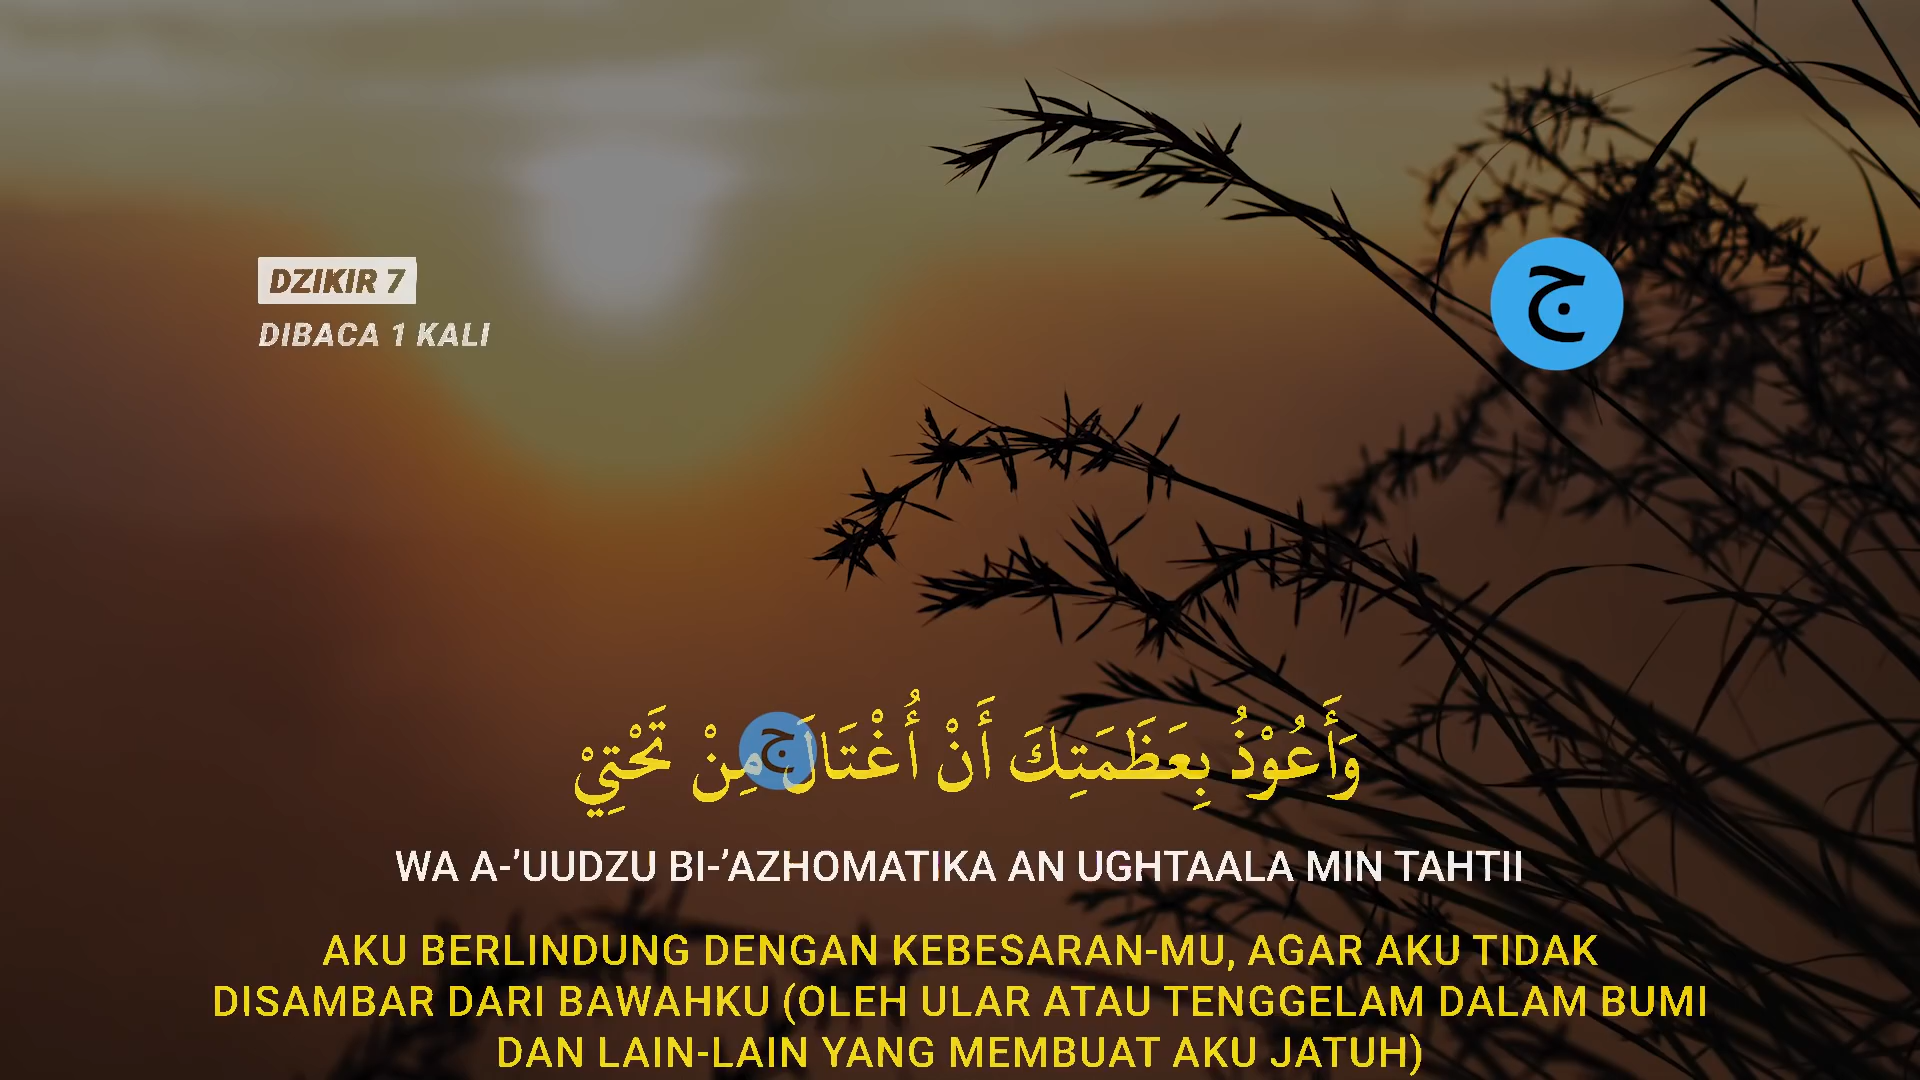 DZIKIR 7
DIBACA 1 KALI
ج
وَأَعُوْذُ بِعَظَمَتِكَ أَنْ أُغْتَالَ مِنْ تَحْتِيْ
ج
WA A-’UUDZU BI-’AZHOMATIKA AN UGHTAALA MIN TAHTII
AKU BERLINDUNG DENGAN KEBESARAN-MU, AGAR AKU TIDAK
DISAMBAR DARI BAWAHKU (OLEH ULAR ATAU TENGGELAM DALAM BUMI
DAN LAIN-LAIN YANG MEMBUAT AKU JATUH)